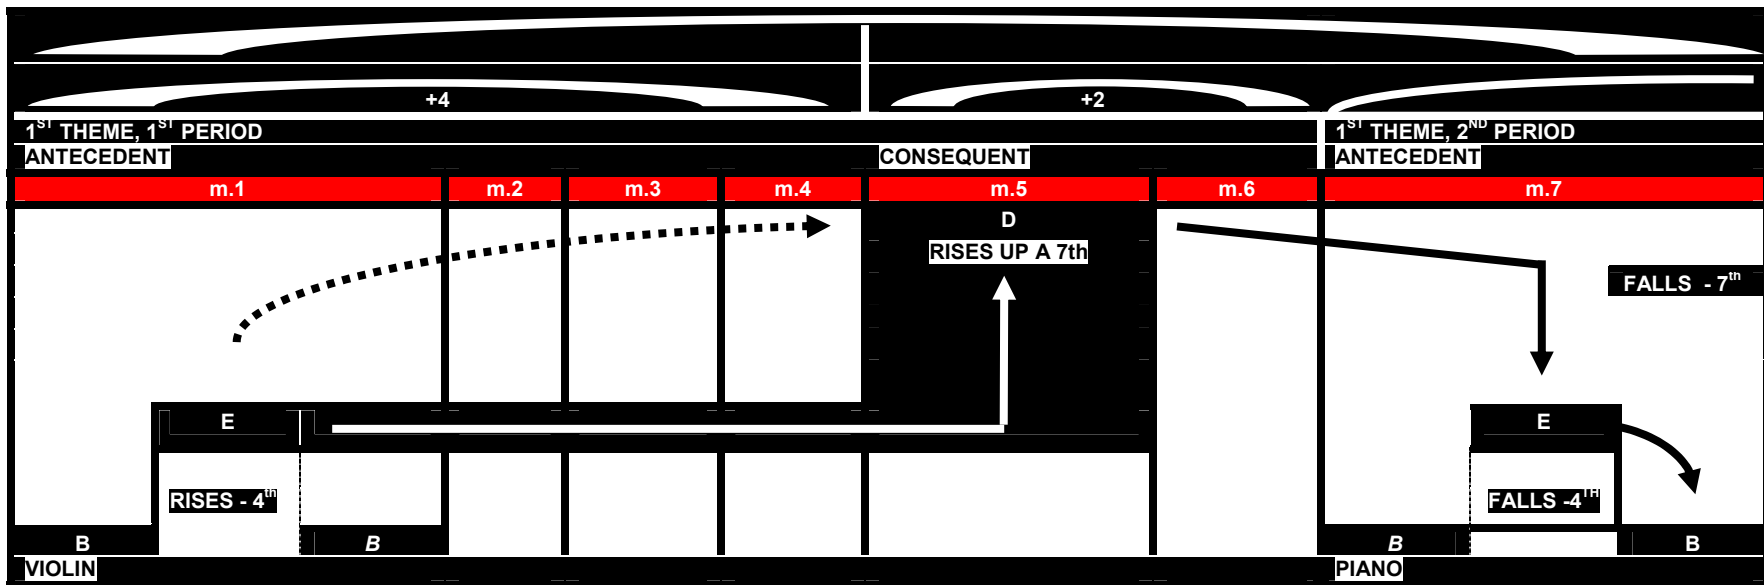 +4 +2
1ST THEME, 1ST PERIOD 1ST THEME, 2ND PERIOD
ANTECEDENT CONSEQUENT ANTECEDENT
m.1 m.2 m.3 m.4 m.5 m.6 m.7
D
RISES UP A 7th
FALLS - 7th
E E
RISES - 4th FALLS -4TH
B B B B
VIOLIN PIANO